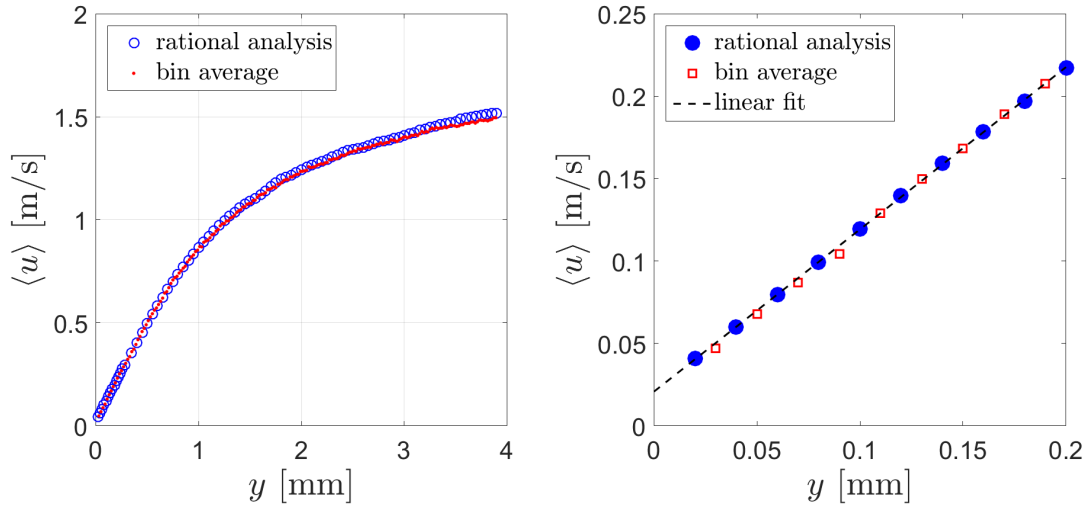 2
1.5
1
0.5
0
0 1 2 3 4
y [mm]
⟨u⟩ [m/s]
rational analysis
bin average
0.25
0.2
0.15
0.1
0.05
0
0 0.05 0.1 0.15 0.2
y [mm]
⟨u⟩ [m/s]
rational analysis
bin average
linear fit